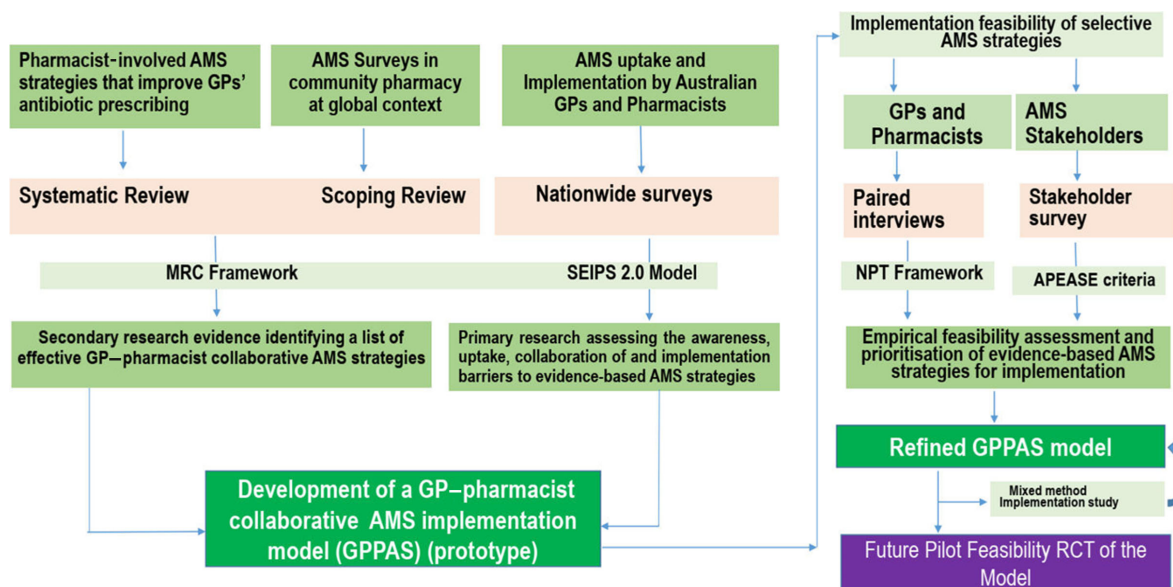 Pharmacist-involved AMS
strategies that improve GPs'
antibiotic prescribing
AMS Surveys in
community pharmacy
at global context
AMS uptake and
Implementation by Australian
GPs and Pharmacists
Systematic Review
Scoping Review
Nationwide surveys
MRC Framework
SEIPS 2.0 Model
Secondary research evidence identifying a list of
effective GP–pharmacist collaborative AMS strategies
Primary research assessing the awareness,
uptake, collaboration of and implementation
barriers to evidence-based AMS strategies
Development of a GP–pharmacist
collaborative AMS implementation
model (GPPAS) (prototype)
Implementation feasibility of selective
AMS strategies
GPs and
Pharmacists
AMS
Stakeholders
Paired
interviews
Stakeholder
survey
NPT Framework
APEASE criteria
Empirical feasibility assessment and
prioritisation of evidence-based AMS
strategies for implementation
Refined GPPAS model
Mixed method
Implementation study
Future Pilot Feasibility RCT of the
Model